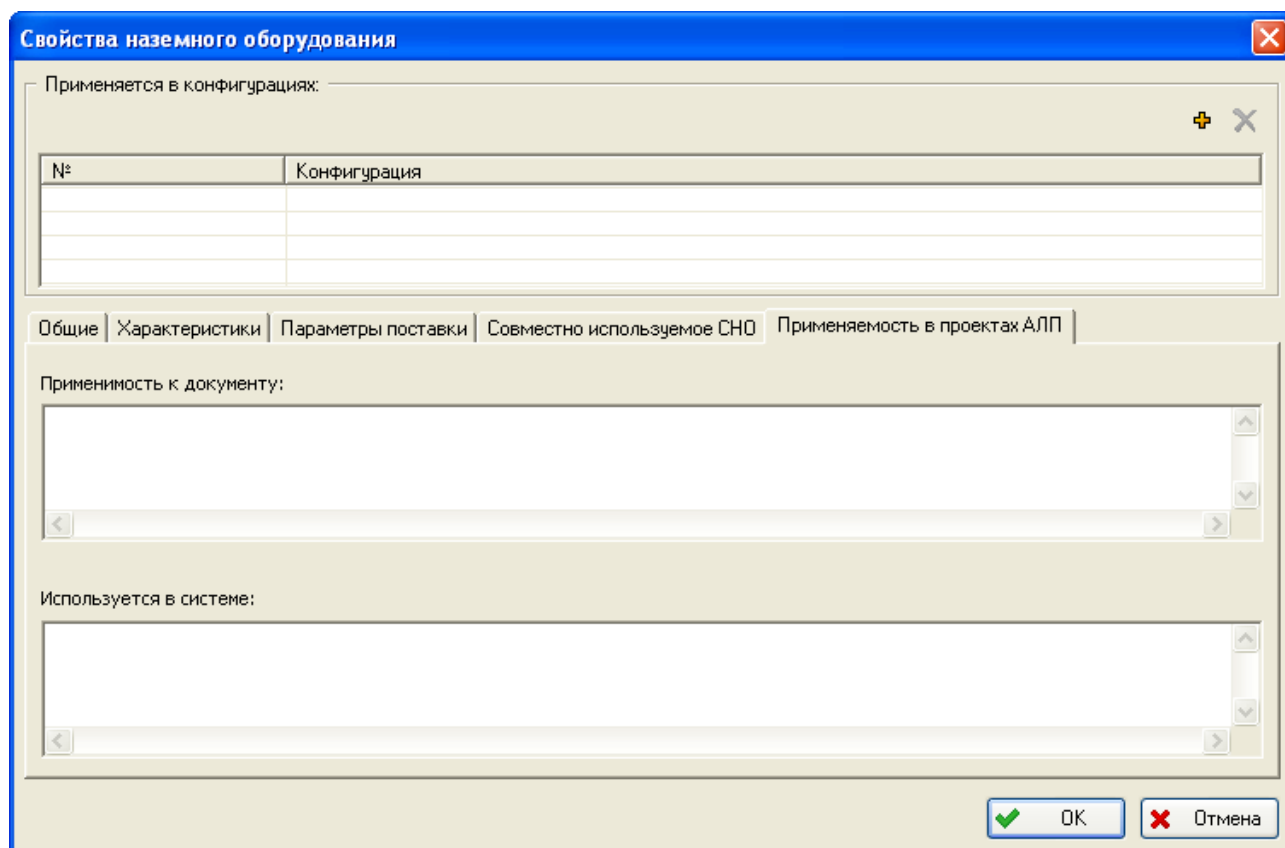 Свойства наземного оборудования
Применяется в конфигурациях:
№ Конфигурация
Общие Характеристики Параметры поставки Совместно используемое СНО Применяемость в проектах АЛП
Применимость к документу:
Используется в системе:
OK Отмена